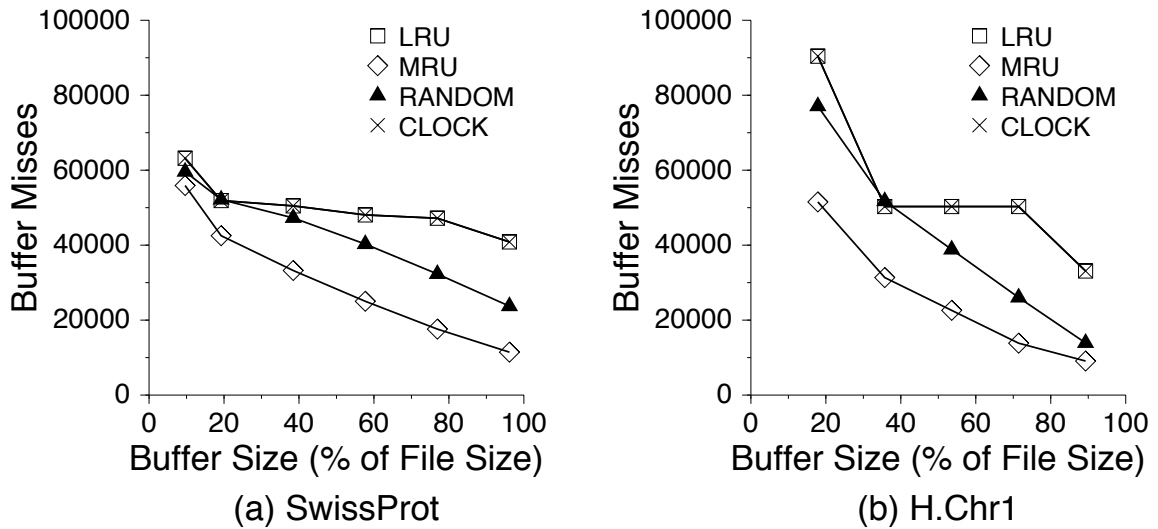 100000
80000
60000
40000
20000
0
Buffer Misses
LRU
MRU
RANDOM
CLOCK
0 20 40 60 80 100
Buffer Size (% of File Size)
(a) SwissProt
100000
80000
60000
40000
20000
0
Buffer Misses
LRU
MRU
RANDOM
CLOCK
0 20 40 60 80 100
Buffer Size (% of File Size)
(b) H.Chr1